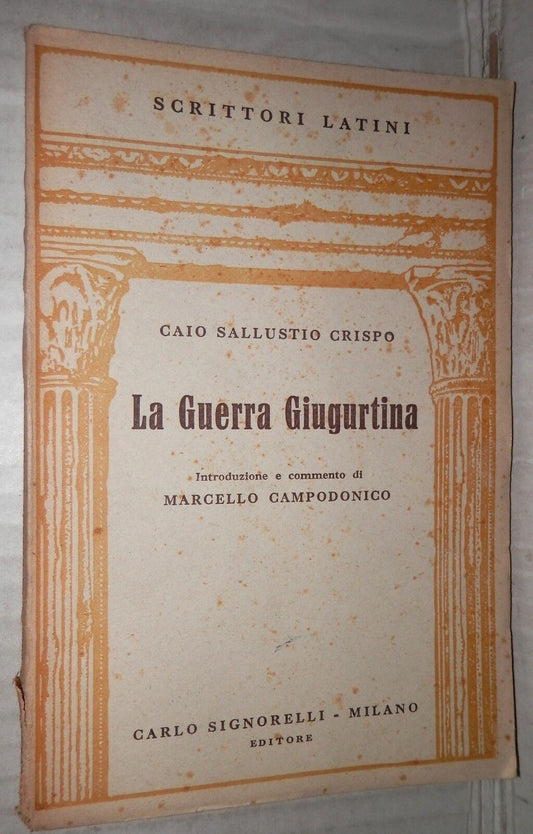 SCRITTORI LATINI
CAIO SALLUSTIO CRISPO
La Guerra Giugurtina
Introduzione e commento di
MARCELLO CAMPODONICO
CARLO SIGNORELLI - MILANO
EDITORE